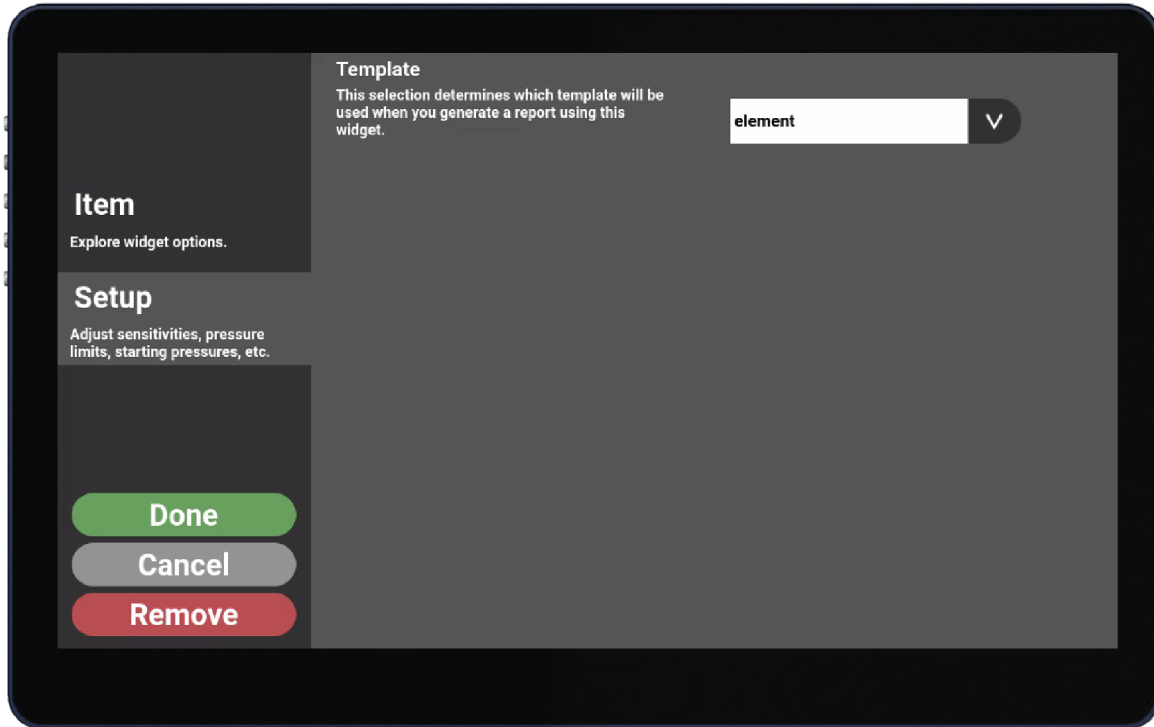 Item
Explore widget options.
Setup
Adjust sensitivities, pressure
limits, starting pressures, etc.
Done
Cancel
Remove
Template
This selection determines which template will be
used when you generate a report using this
widget.
element
V